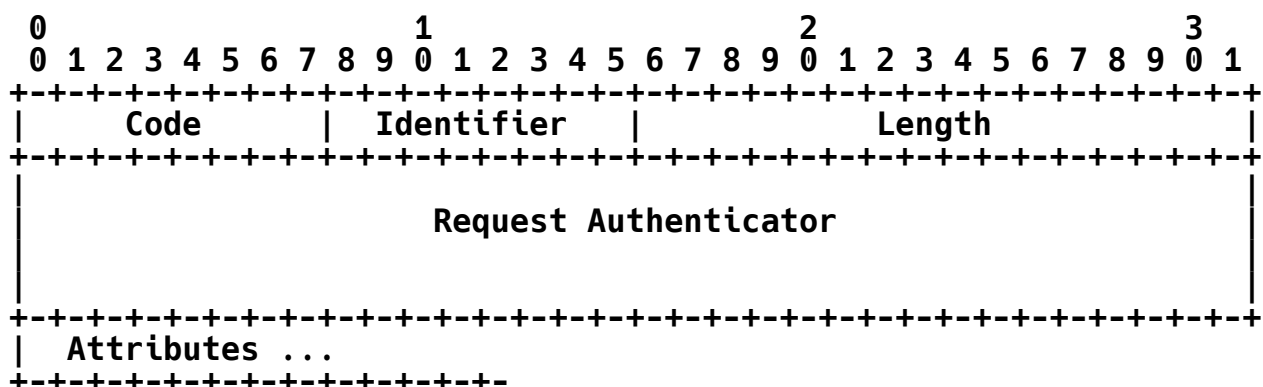 0                   1                   2                   3
 0 1 2 3 4 5 6 7 8 9 0 1 2 3 4 5 6 7 8 9 0 1 2 3 4 5 6 7 8 9 0 1
+-+-+-+-+-+-+-+-+-+-+-+-+-+-+-+-+-+-+-+-+-+-+-+-+-+-+-+-+-+-+-+-+
|     Code      |  Identifier   |            Length             |
+-+-+-+-+-+-+-+-+-+-+-+-+-+-+-+-+-+-+-+-+-+-+-+-+-+-+-+-+-+-+-+-+
|                                                               |
|                     Request Authenticator                     |
|                                                               |
|                                                               |
+-+-+-+-+-+-+-+-+-+-+-+-+-+-+-+-+-+-+-+-+-+-+-+-+-+-+-+-+-+-+-+-+
|  Attributes ...
+-+-+-+-+-+-+-+-+-+-+-+-+-